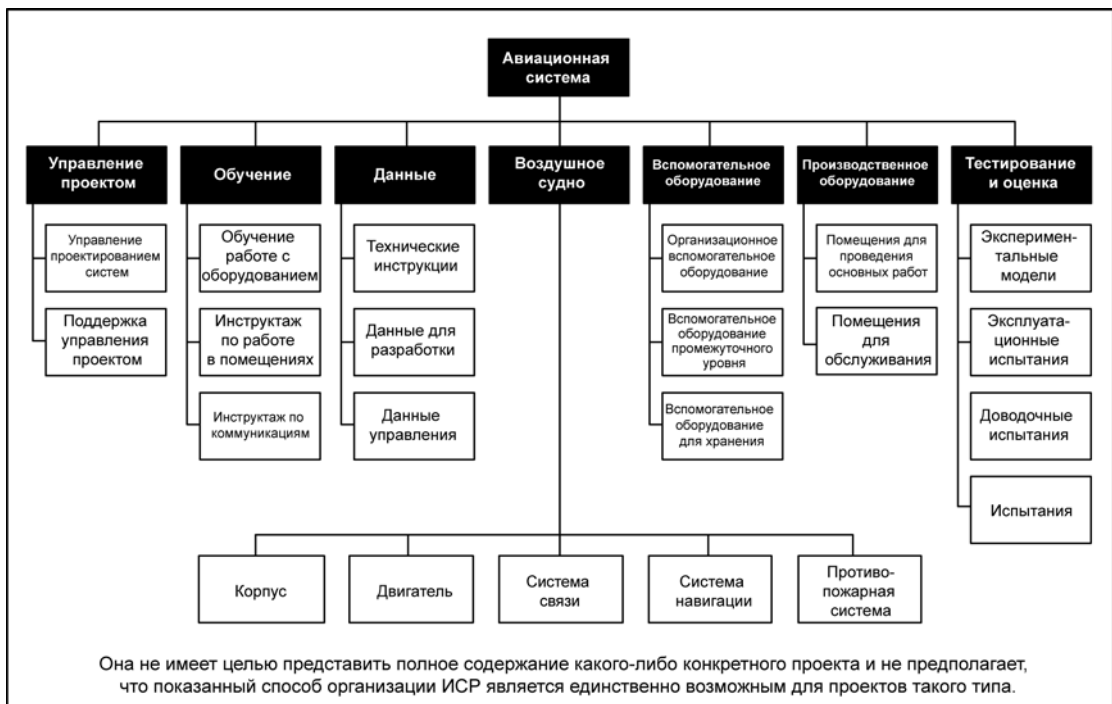 Авиационная
система
Управление
проектом
Обучение
Данные
Воздушное
судно
Вспомогательное
оборудование
Производственное
оборудование
Тестирование
и оценка
Управление
проектированием
систем
Поддержка
управления
проектом
Обучение
работе с
оборудованием
Инструктаж
по работе
в помещениях
Инструктаж по
коммуникациям
Технические
инструкции
Данные для
разработки
Данные
управления
Организационное
вспомогательное
оборудование
Вспомогательное
оборудование
промежуточного
уровня
Вспомогательное
оборудование
для хранения
Помещения для
проведения
основных работ
Помещения
для
обслуживания
Эксперимен-
тальные
модели
Эксплуата-
ционные
испытания
Доводочные
испытания
Испытания
Корпус
Двигатель
Система
связи
Система
навигации
Противо-
пожарная
система
Она не имеет целью представить полное содержание какого-либо конкретного проекта и не предполагает,
что показанный способ организации ИСР является единственно возможным для проектов такого типа.